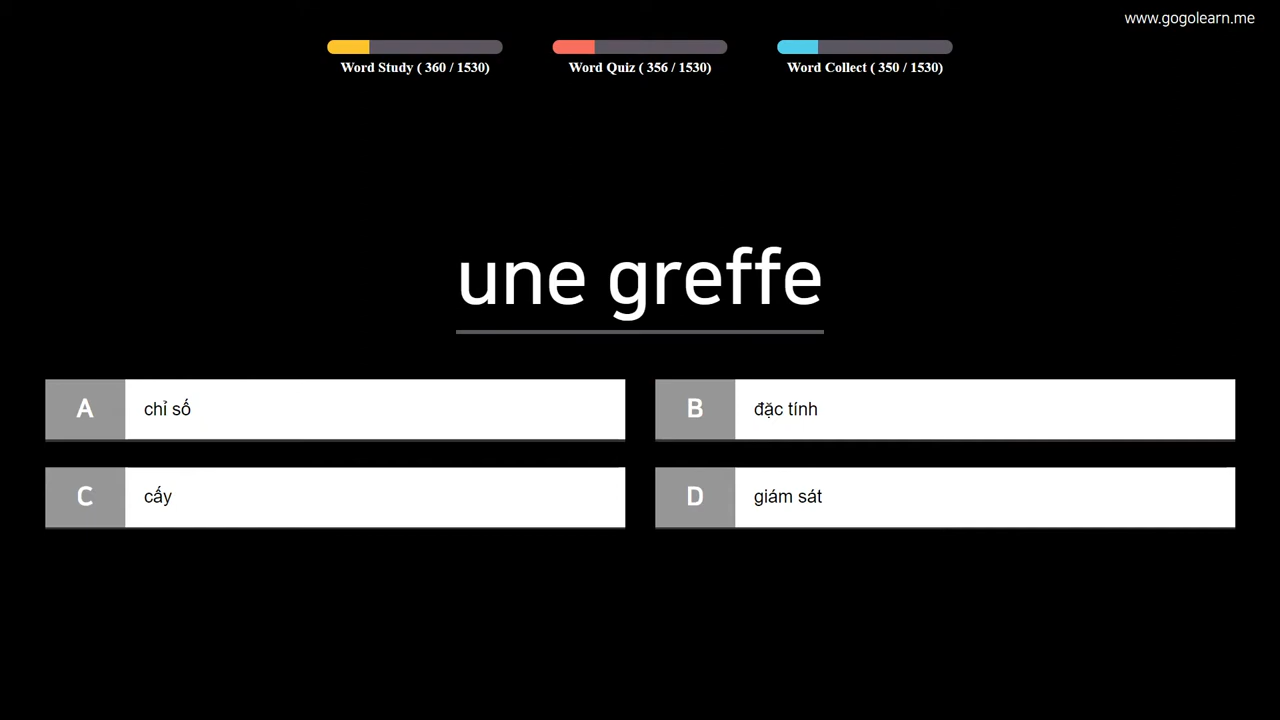 www.gogolearn.me
Word Study ( 360 / 1530)
Word Quiz ( 356 / 1530)
Word Collect ( 350 / 1530)
une greffe
A chỉ số
B đặc tính
C cấy
D giám sát